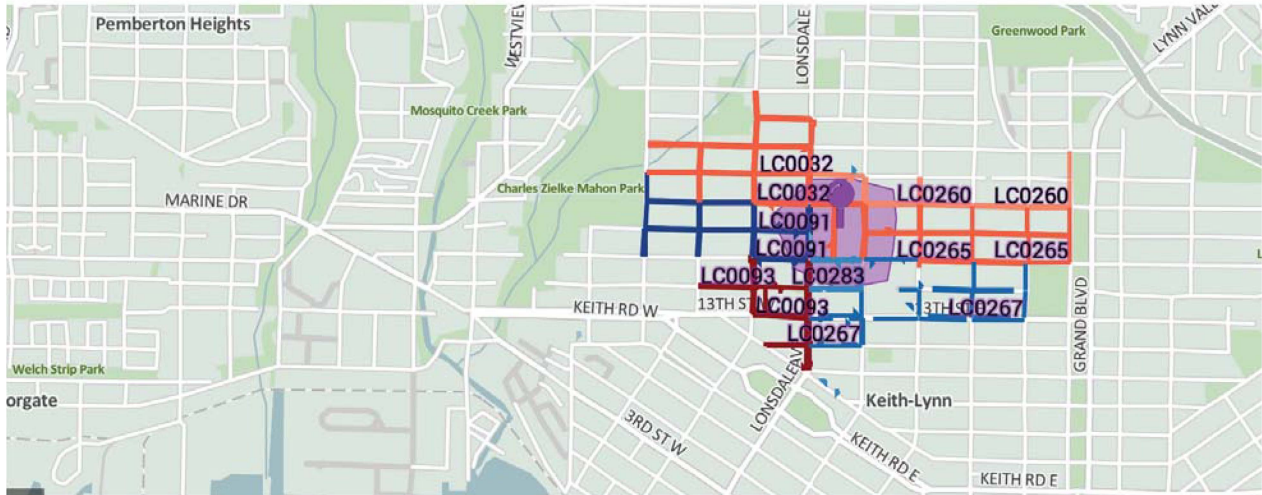 Pemberton Heights
WESTVIEW
LONSDALE
Greenwood Park
LYNN VAL
Mosquito Creek Park
LC0032
Charles Zielke Mahon Park
LC0032
LC0260
LC0260
MARINE DR
LC0091
LC0091
LC0265
LC0265
LC0093
LC0283
KEITH RD W
13TH ST
LC0093
LC0267
LC0267
GRAND BLVD
Welch Strip Park
orgate
LONSDALE AV
Keith-Lynn
3RD ST W
KEITH RD E
KEITH RD E